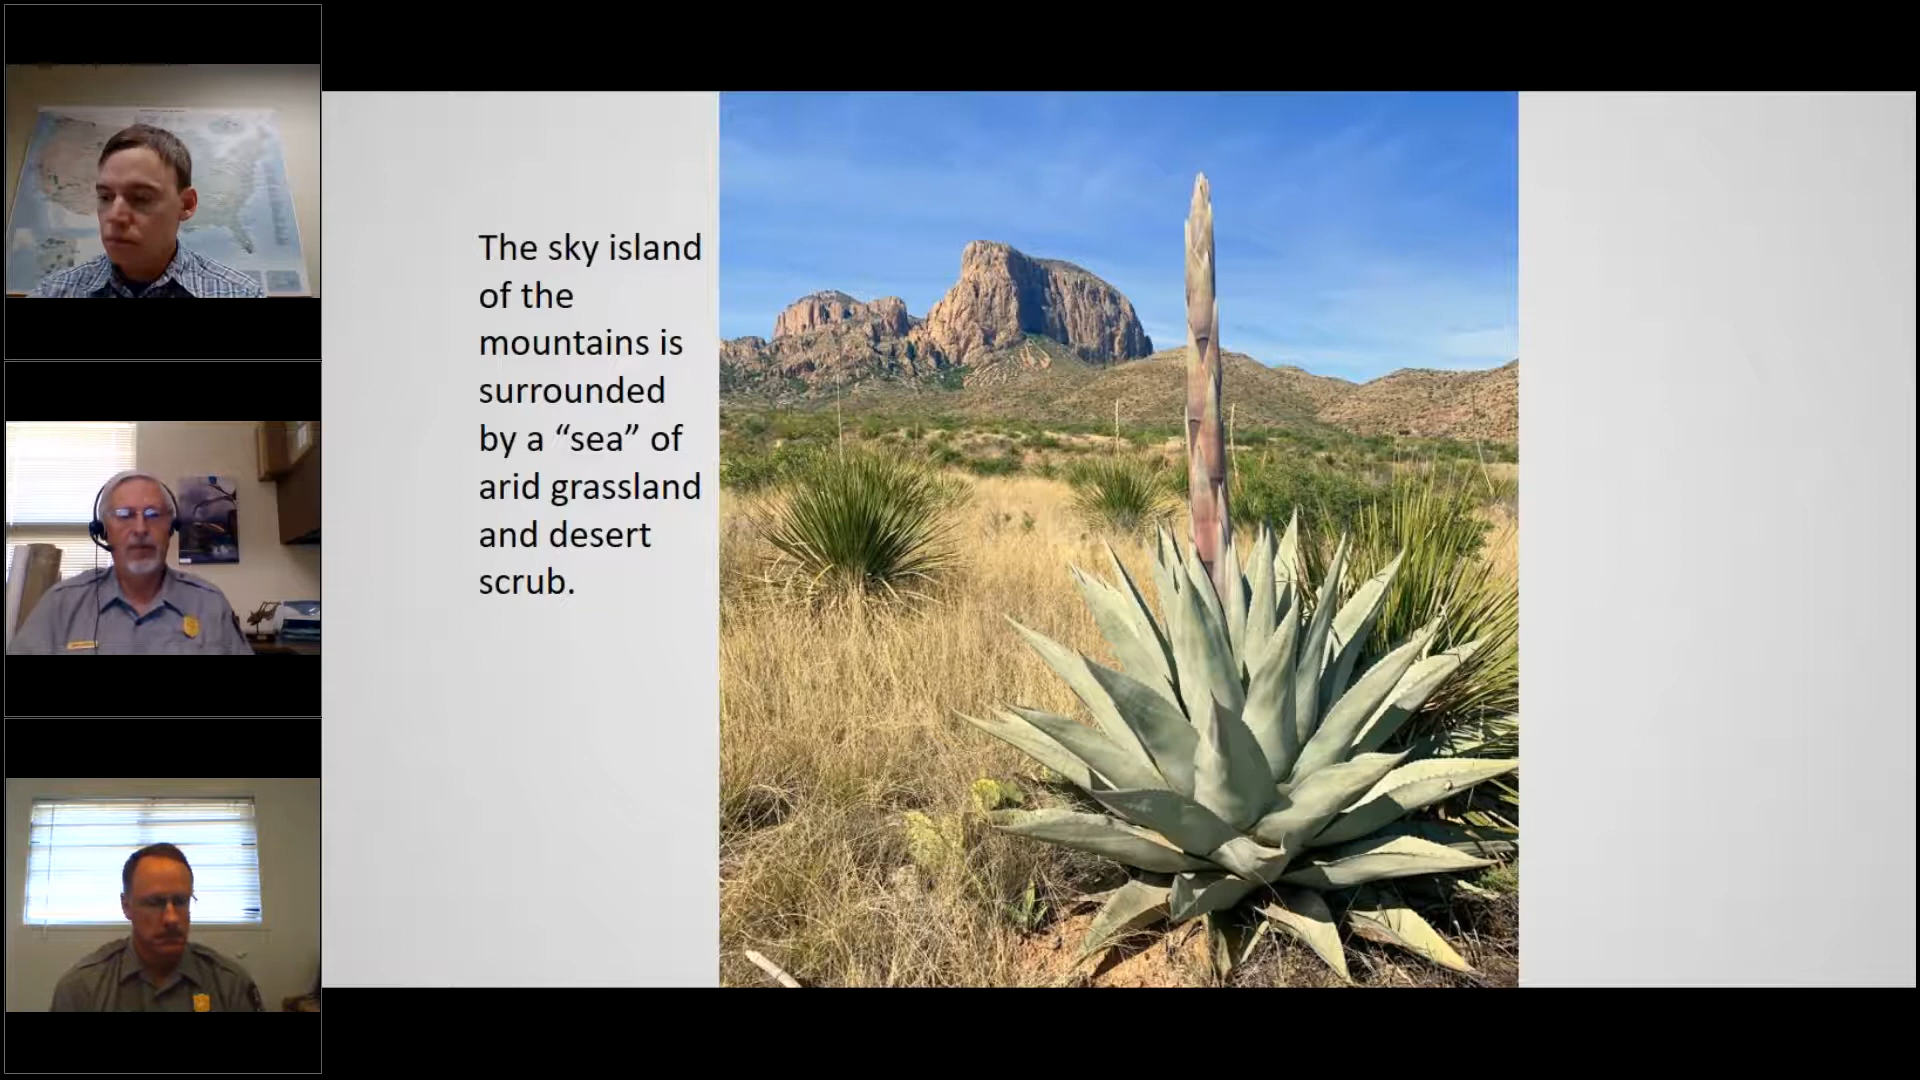 The sky island
of the
mountains is
surrounded
by a “sea” of
arid grassland
and desert
scrub.